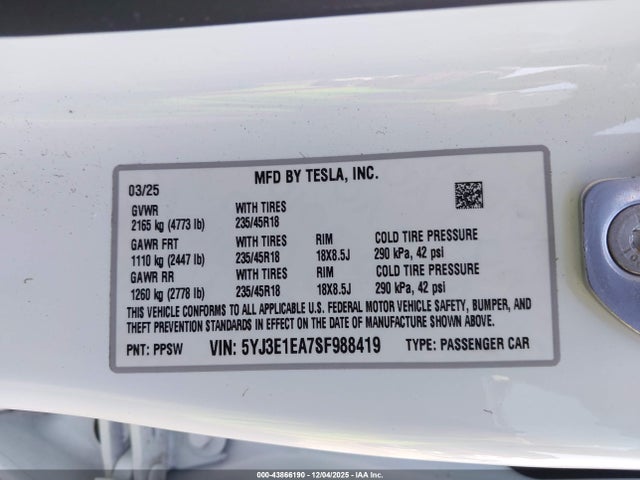 MFD BY TESLA, INC.
03/25
GVWR WITH TIRES
2165 kg (4773 lb) 235/45R18
GAWR FRT WITH TIRES RIM COLD TIRE PRESSURE
1110 kg (2447 lb) 235/45R18 18X8.5J 290 kPa, 42 psi
GAWR RR WITH TIRES RIM COLD TIRE PRESSURE
1260 kg (2778 lb) 235/45R18 18X8.5J 290 kPa, 42 psi
THIS VEHICLE CONFORMS TO ALL APPLICABLE U.S. FEDERAL MOTOR VEHICLE SAFETY, BUMPER, AND
THEFT PREVENTION STANDARDS IN EFFECT ON THE DATE OF MANUFACTURE SHOWN ABOVE.
PNT: PPSW VIN: 5YJ3E1EA7SF988419 TYPE: PASSENGER CAR
000-43866190 - 12/04/2025 - IAA Inc.